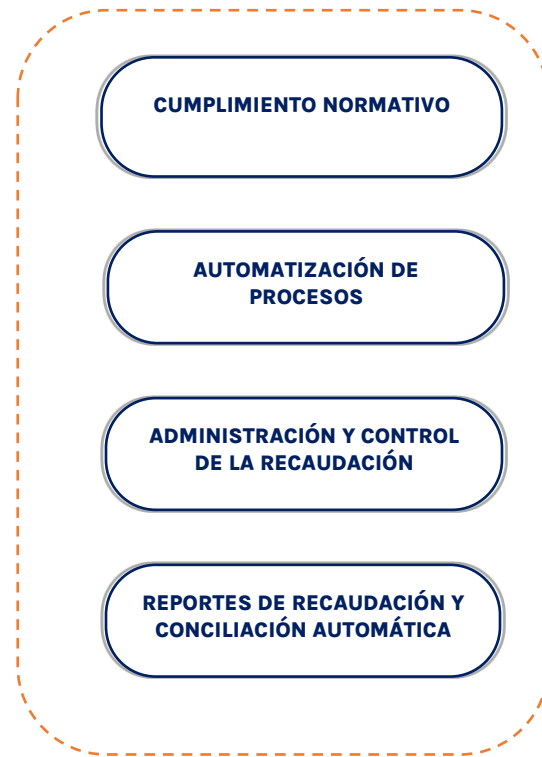 CUMPLIMIENTO NORMATIVO
AUTOMATIZACIÓN DE
PROCESOS
ADMINISTRACIÓN Y CONTROL
DE LA RECAUDACIÓN
REPORTES DE RECAUDACIÓN Y
CONCILIACIÓN AUTOMÁTICA